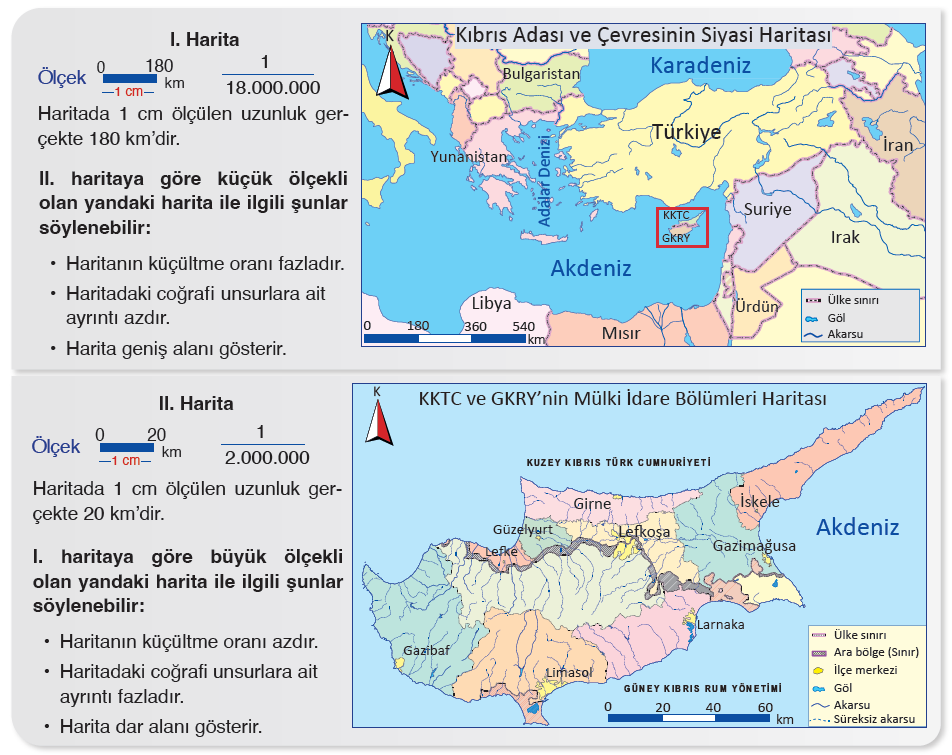 I. Harita
Ölçek
0 180 km
1 cm
1
18.000.000
Haritada 1 cm ölçülen uzunluk ger-
çekte 180 km’dir.
II. haritaya göre küçük ölçekli
olan yandaki harita ile ilgili şunlar
söylenebilir:
• Haritanın küçültme oranı fazladır.
• Haritadaki coğrafi unsurlara ait
ayrıntı azdır.
• Harita geniş alanı gösterir.
Kıbrıs Adası ve Çevresinin Siyasi Haritası
K
Bulgaristan
Karadeniz
Türkiye
Yunanistan
Adalar Denizi
İran
KKTC
GKRY
Suriye
Irak
Akdeniz
Libya
Mısır
Ürdün
0 180 360 540 km
Ülke sınırı
Göl
Akarsu
II. Harita
Ölçek
0 20 km
1 cm
1
2.000.000
Haritada 1 cm ölçülen uzunluk ger-
çekte 20 km’dir.
I. haritaya göre büyük ölçekli
olan yandaki harita ile ilgili şunlar
söylenebilir:
• Haritanın küçültme oranı azdır.
• Haritadaki coğrafi unsurlara ait
ayrıntı fazladır.
• Harita dar alanı gösterir.
K
KKTC ve GKRY’nin Mülki İdare Bölümleri Haritası
KUZEY KIBRIS TÜRK CUMHURİYETİ
Girne
İskele
Güzelyurt
Lefkoşa
Akdeniz
Lefke
Gazimağusa
Larnaka
Gazibaf
Limasol
GÜNEY KIBRIS RUM YÖNETİMİ
0 20 40 60 km
Ülke sınırı
Ara bölge (Sınır)
İlçe merkezi
Göl
Akarsu
Süreksiz akarsu